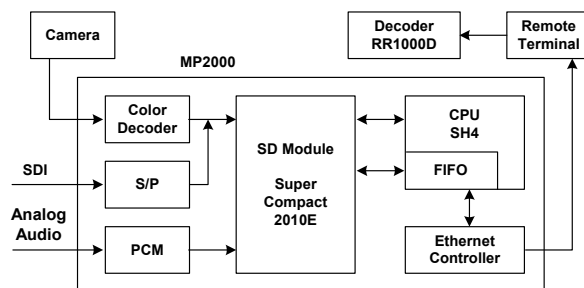 Camera
Decoder
RR1000D
Remote
Terminal
MP2000
Color
Decoder
SDI
S/P
Analog
Audio
PCM
SD Module
Super
Compact
2010E
CPU
SH4
FIFO
Ethernet
Controller